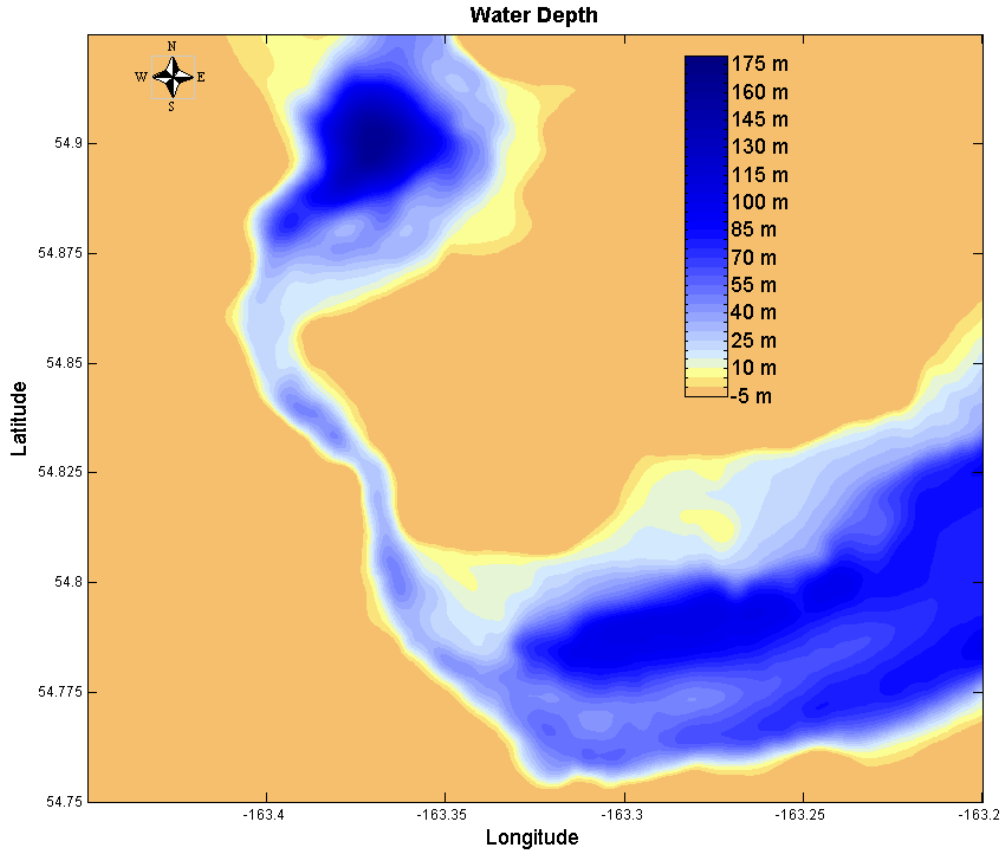 Water Depth
N
W E
S
175 m
160 m
145 m
130 m
115 m
100 m
85 m
70 m
55 m
40 m
25 m
10 m
-5 m
54.9
54.875
54.85
54.825
54.8
54.775
54.75
Latitude
-163.4
-163.35
-163.3
-163.25
-163.2
Longitude